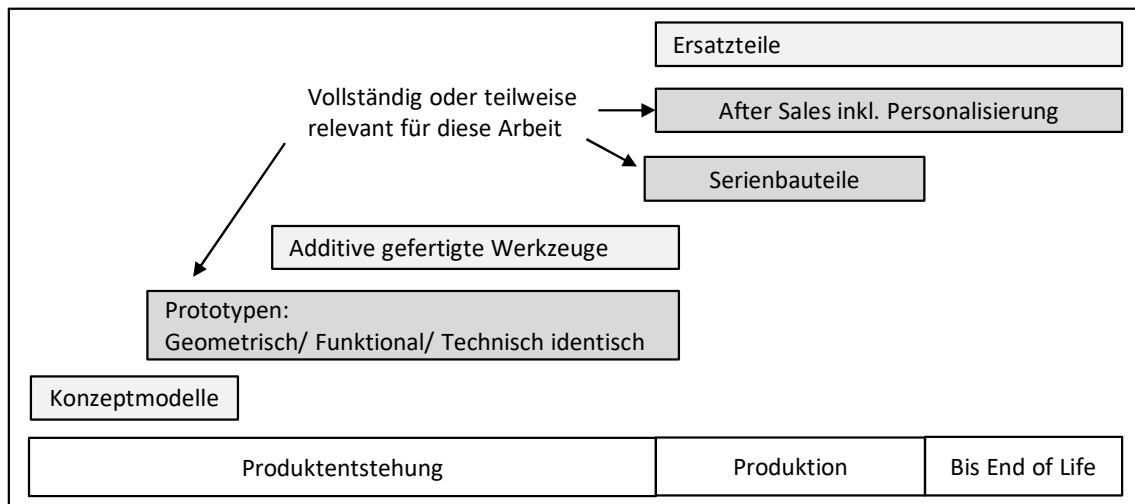 Ersatzteile
Vollständig oder teilweise
relevant für diese Arbeit
After Sales inkl. Personalisierung
Serienbauteile
Additive gefertigte Werkzeuge
Prototypen:
Geometrisch/ Funktional/ Technisch identisch
Konzeptmodelle
Produktentstehung
Produktion
Bis End of Life